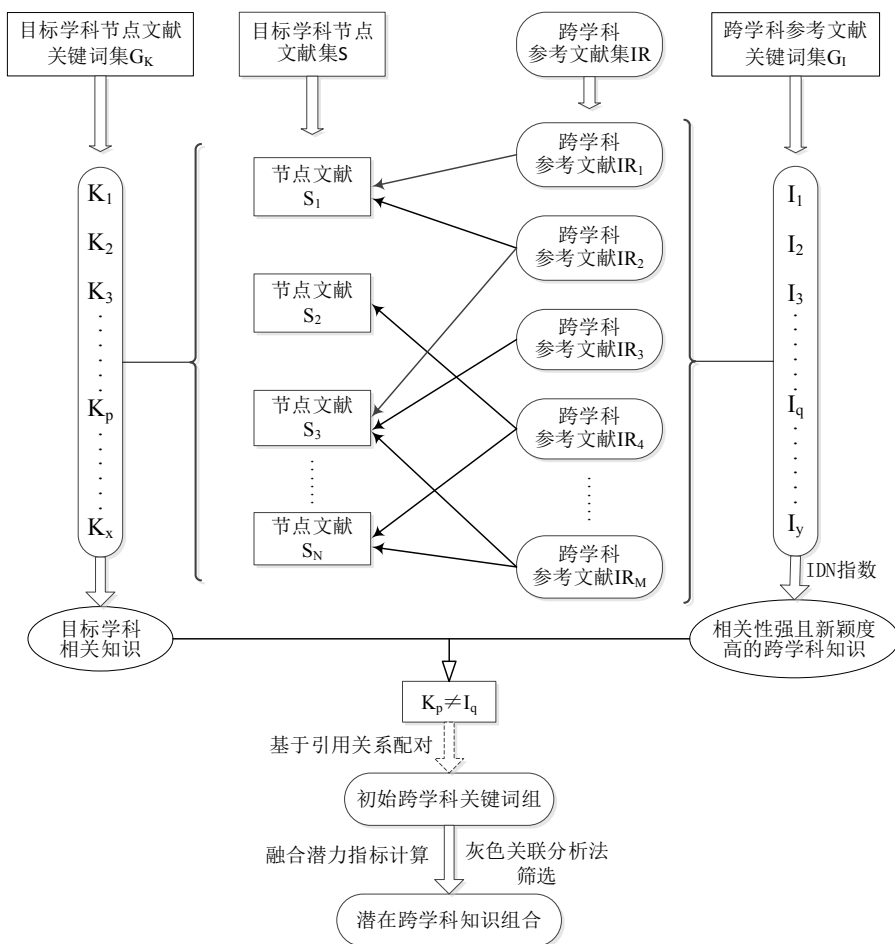 目标学科节点文献
关键词集G_K
目标学科节点
文献集S
跨学科
参考文献集IR
跨学科参考文献
关键词集G_I
K_1
K_2
K_3
K_p
K_x
节点文献
S_1
节点文献
S_2
节点文献
S_3
节点文献
S_N
跨学科
参考文献IR_1
跨学科
参考文献IR_2
跨学科
参考文献IR_3
跨学科
参考文献IR_4
跨学科
参考文献IR_M
I_1
I_2
I_3
I_q
I_y
IDN指数
目标学科
相关知识
相关性强且新颖度
高的跨学科知识
K_p≠I_q
基于引用关系配对
初始跨学科关键词组
融合潜力指标计算
灰色关联分析法
筛选
潜在跨学科知识组合